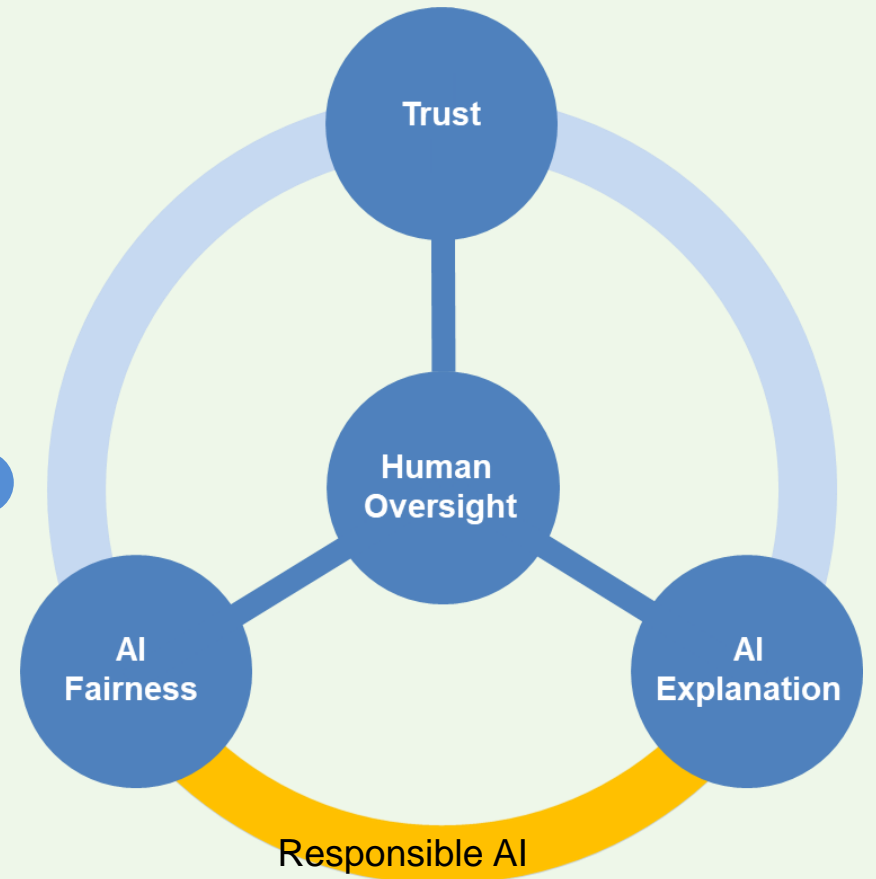 Trust
Human
Oversight
AI
Fairness
AI
Explanation
Responsible AI